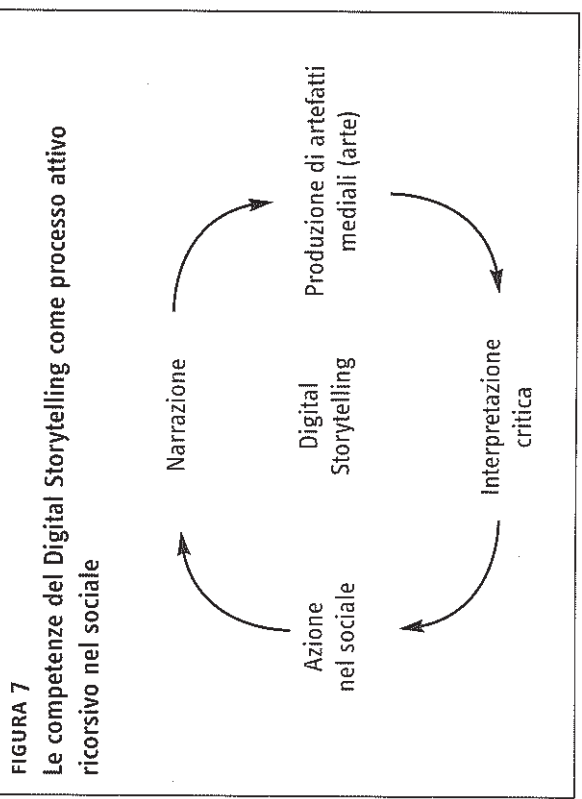 FIGURA 7
Le competenze del Digital Storytelling come processo attivo
ricorsivo nel sociale
Narrazione
Produzione di artefatti
mediali (arte)
Digital
Storytelling
Azione
nel sociale
Interpretazione
critica